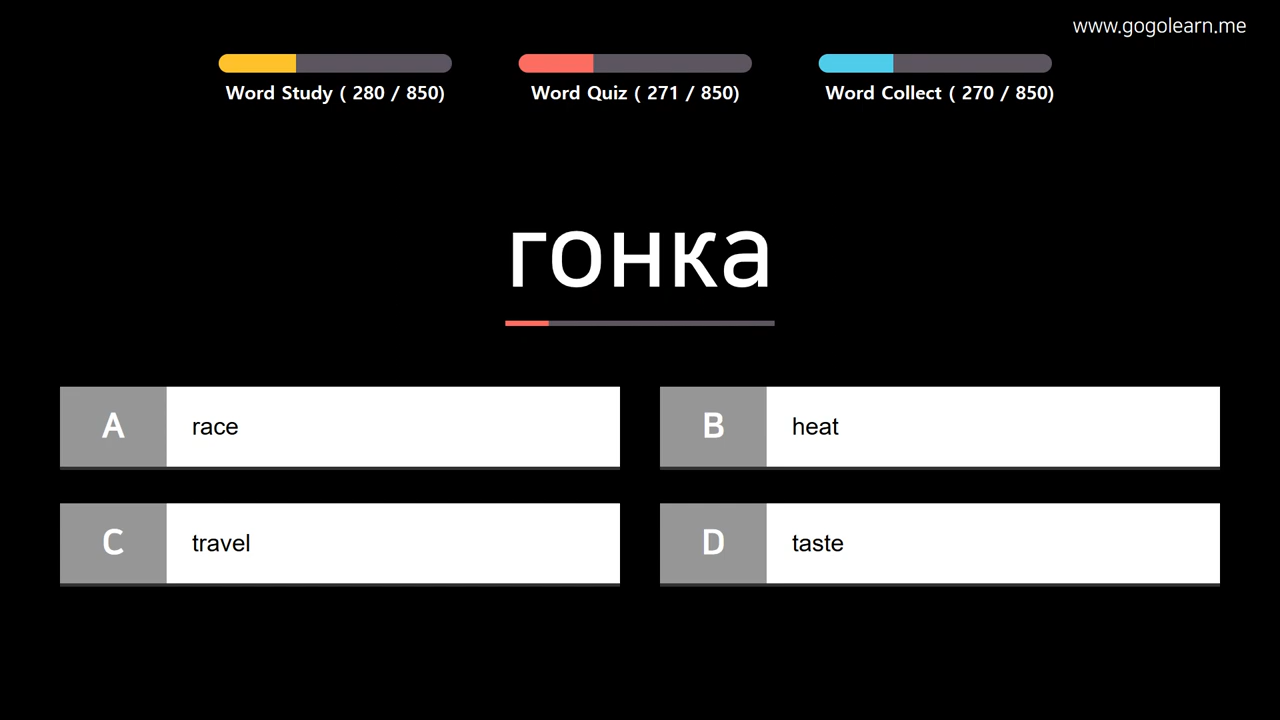 www.gogolearn.me
Word Study ( 280 / 850)
Word Quiz ( 271 / 850)
Word Collect ( 270 / 850)
гонка
A race
B heat
C travel
D taste